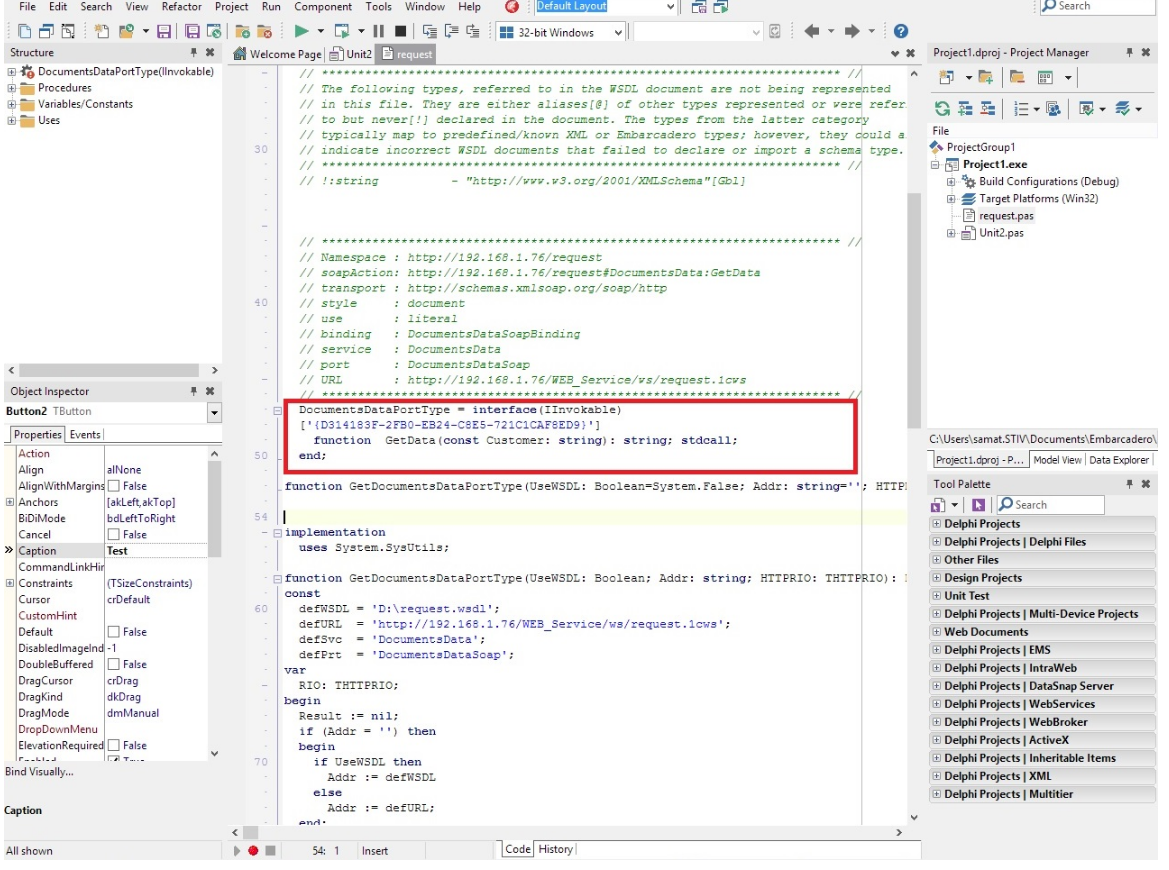 File Edit Search View Refactor Project Run Component Tools Window Help Default Layout Search
32-bit Windows
Structure
DocumentsDataPortType(IInvokable)
Procedures
Variables/Constants
Uses
Object Inspector
Button2 TButton
Properties Events
Action
Align alNone
AlignWithMargins False
Anchors [akLeft,akTop]
BiDiMode bdLeftToRight
Cancel False
Caption Test
CommandLinkHin
Constraints (TSizeConstraints)
Cursor crDefault
CustomHint
Default False
DisabledImageInd -1
DoubleBuffered False
DragCursor crDrag
DragKind dkDrag
DragMode dmManual
DropDownMenu
ElevationRequired False
Enabled True
Bind Visually...
Caption
All shown
Welcome Page Unit2 request
// ************************************************************************ //
// The following types, referred to in the WSDL document are not being represented
// in this file. They are either aliases[@] of other types represented or were refer
// to but never[!] declared in the document. The types from the latter category
// typically map to predefined/known XML or Embarcadero types; however, they could a
30 // indicate incorrect WSDL documents that failed to declare or import a schema type.
// ************************************************************************ //
// !:string - "http://www.w3.org/2001/XMLSchema"[Gbl]
// ************************************************************************ //
// Namespace : http://192.168.1.76/request
// soapAction: http://192.168.1.76/request#DocumentsData:GetData
// transport : http://schemas.xmlsoap.org/soap/http
40 // style : document
// use : literal
// binding : DocumentsDataSoapBinding
// service : DocumentsData
// port : DocumentsDataSoap
// URL : http://192.168.1.76/WEB_Service/ws/request.1cws
// ************************************************************************ //
DocumentsDataPortType = interface(IInvokable)
['{D314183F-2FB0-EB24-C8E5-721C1CAF8ED9}']
function GetData(const Customer: string): string; stdcall;
50 end;
function GetDocumentsDataPortType(UseWSDL: Boolean=System.False; Addr: string=''; HTTP
54
implementation
uses System.SysUtils;
function GetDocumentsDataPortType(UseWSDL: Boolean; Addr: string; HTTPRIO: THTTPRIO):
const
60 defWSDL = 'D:\request.wsdl';
defURL = 'http://192.168.1.76/WEB_Service/ws/request.1cws';
defSvc = 'DocumentsData';
defPrt = 'DocumentsDataSoap';
var
RIO: THTTPRIO;
begin
Result := nil;
if (Addr = '') then
begin
70 if UseWSDL then
Addr := defWSDL
else
Addr := defURL;
end;
54: 1 Insert Code History
Project1.dproj - Project Manager
File
ProjectGroup1
Project1.exe
Build Configurations (Debug)
Target Platforms (Win32)
request.pas
Unit2.pas
C:\Users\samat.STIV\Documents\Embarcadero\
Project1.dproj - P... Model View Data Explorer
Tool Palette
Search
Delphi Projects
Delphi Projects | Delphi Files
Other Files
Design Projects
Unit Test
Delphi Projects | Multi-Device Projects
Web Documents
Delphi Projects | EMS
Delphi Projects | IntraWeb
Delphi Projects | DataSnap Server
Delphi Projects | WebServices
Delphi Projects | WebBroker
Delphi Projects | ActiveX
Delphi Projects | Inheritable Items
Delphi Projects | XML
Delphi Projects | Multitier